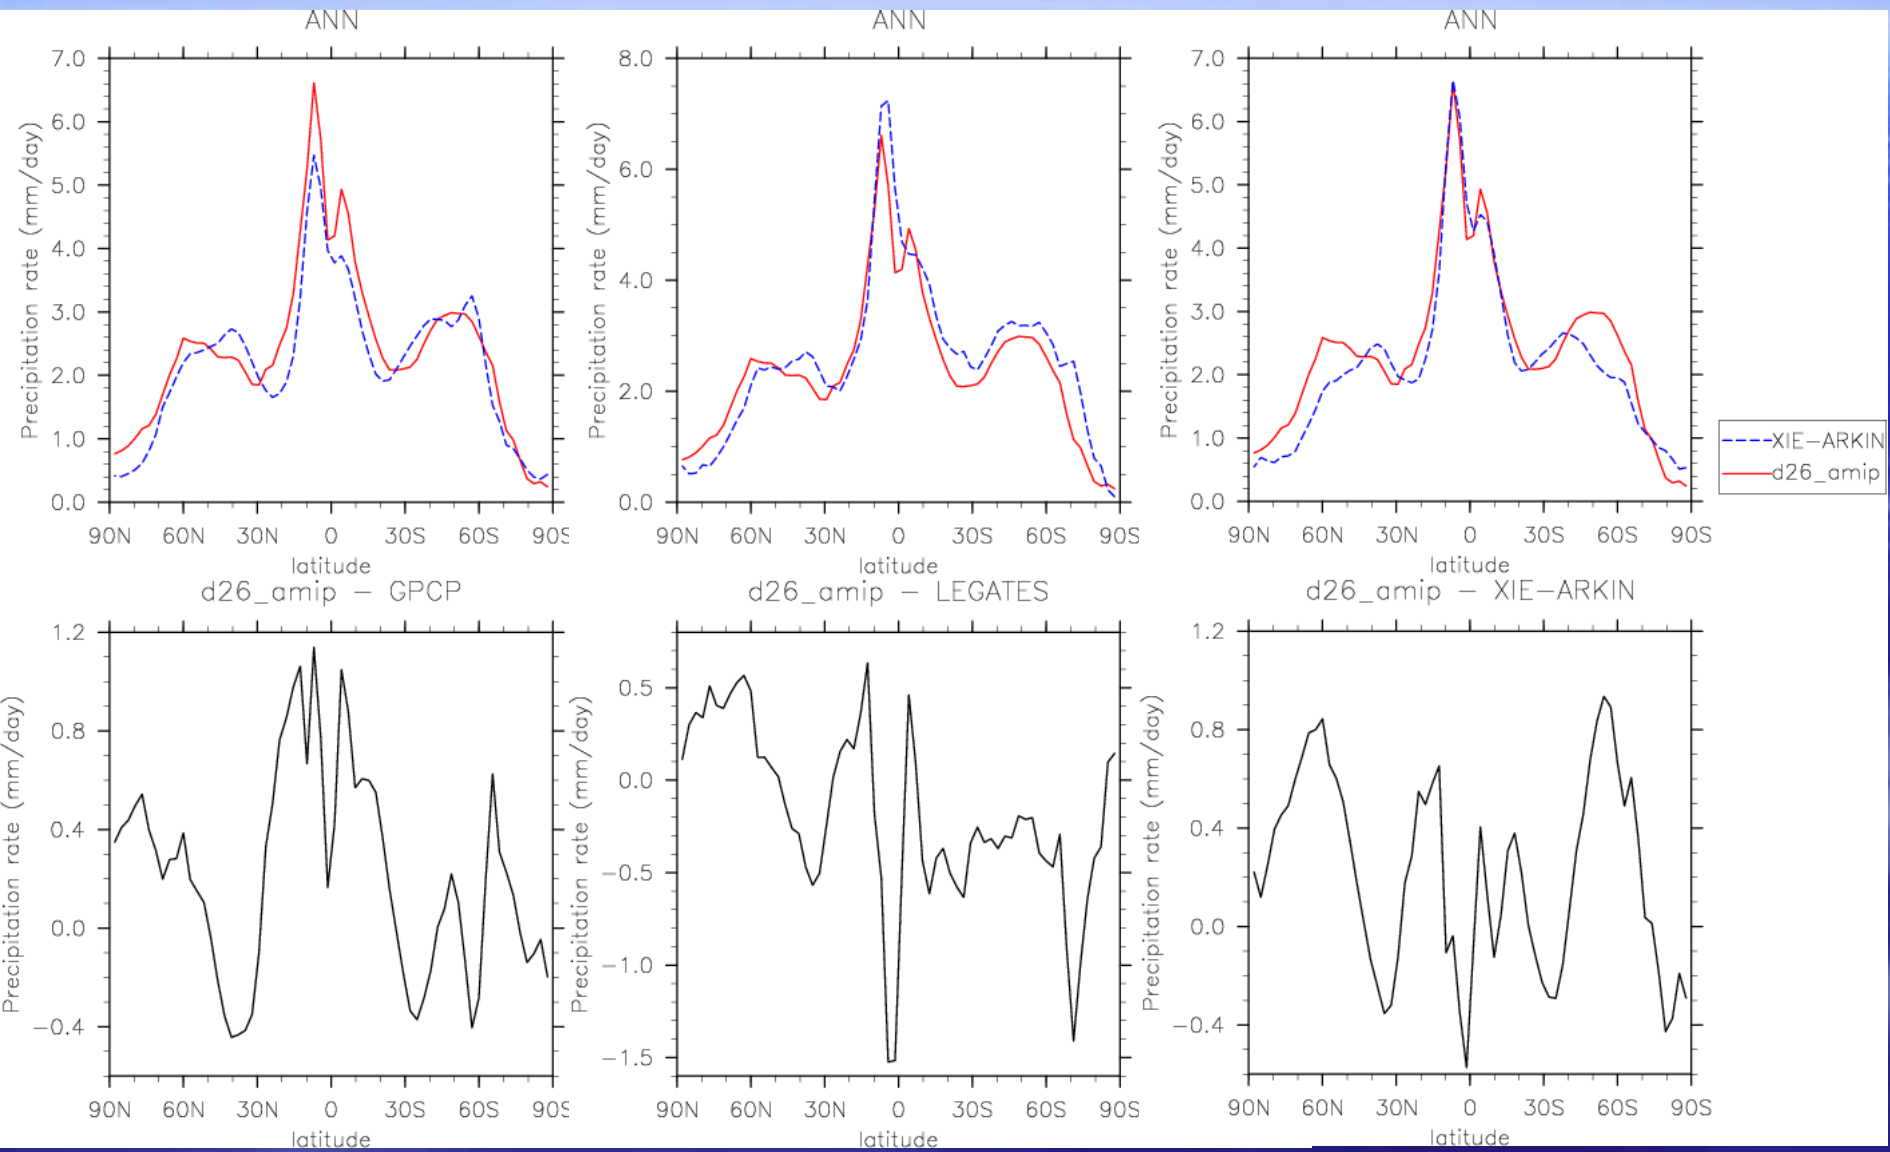 ANN
7.0
6.0
5.0
4.0
3.0
2.0
1.0
0.0
Precipitation rate (mm/day)
90N 60N 30N 0 30S 60S 90S
latitude
ANN
8.0
6.0
4.0
2.0
0.0
Precipitation rate (mm/day)
90N 60N 30N 0 30S 60S 90S
latitude
ANN
7.0
6.0
5.0
4.0
3.0
2.0
1.0
0.0
Precipitation rate (mm/day)
90N 60N 30N 0 30S 60S 90S
latitude
XIE-ARKIN
d26_amip
d26_amip - GPCP
1.2
0.8
0.4
0.0
-0.4
Precipitation rate (mm/day)
90N 60N 30N 0 30S 60S 90S
latitude
d26_amip - LEGATES
0.5
0.0
-0.5
-1.0
-1.5
Precipitation rate (mm/day)
90N 60N 30N 0 30S 60S 90S
latitude
d26_amip - XIE-ARKIN
1.2
0.8
0.4
0.0
-0.4
Precipitation rate (mm/day)
90N 60N 30N 0 30S 60S 90S
latitude